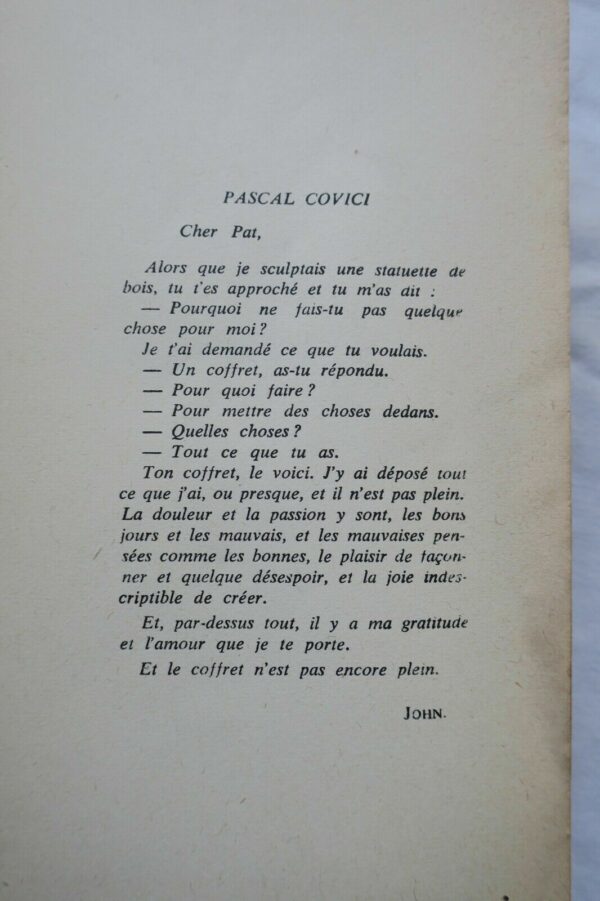 PASCAL COVICI
Cher Pat,
Alors que je sculptais une statuette de
bois, tu t'es approché et tu m'as dit :
— Pourquoi ne fais-tu pas quelque
chose pour moi ?
Je t'ai demandé ce que tu voulais.
— Un coffret, as-tu répondu.
— Pour quoi faire ?
— Pour mettre des choses dedans.
— Quelles choses ?
— Tout ce que tu as.
Ton coffret, le voici. J'y ai déposé tout
ce que j'ai, ou presque, et il n'est pas plein.
La douleur et la passion y sont, les bons
jours et les mauvais, et les mauvaises pen-
sées comme les bonnes, le plaisir de façon-
ner et quelque désespoir, et la joie indes-
criptible de créer.
Et, par-dessus tout, il y a ma gratitude
et l'amour que je te porte.
Et le coffret n'est pas encore plein.
JOHN.